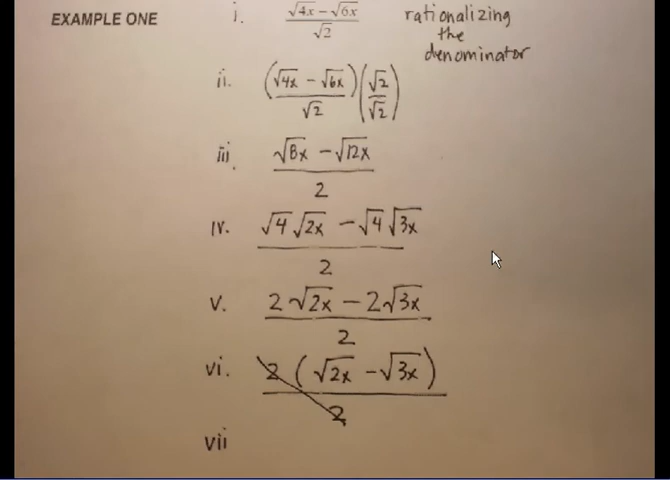 EXAMPLE ONE i. (√4x − √6x)/√2 rationalizing
the
denominator
ii. ((√4x − √6x)/√2)(√2/√2)
iii. (√8x − √12x)/2
iv. (√4 √2x − √4 √3x)/2
v. (2√2x − 2√3x)/2
vi. 2(√2x − √3x)/2
vii